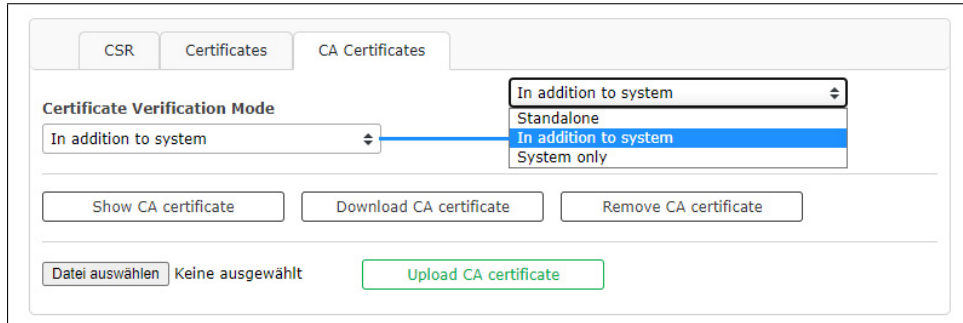 CSR Certificates CA Certificates
Certificate Verification Mode
In addition to system
In addition to system
Standalone
In addition to system
System only
Show CA certificate Download CA certificate Remove CA certificate
Datei auswählen Keine ausgewählt Upload CA certificate